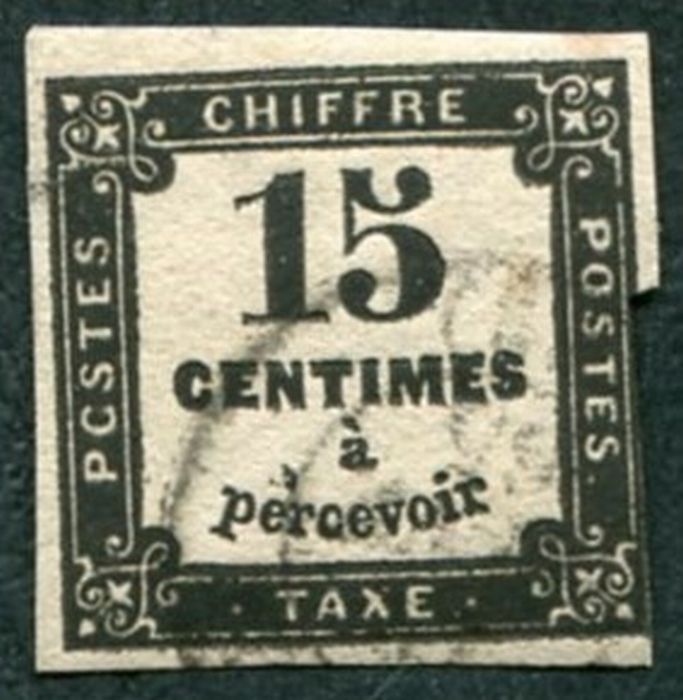 CHIFFRE
POSTES
15
CENTIMES
à
percevoir
POSTES
· TAXE ·